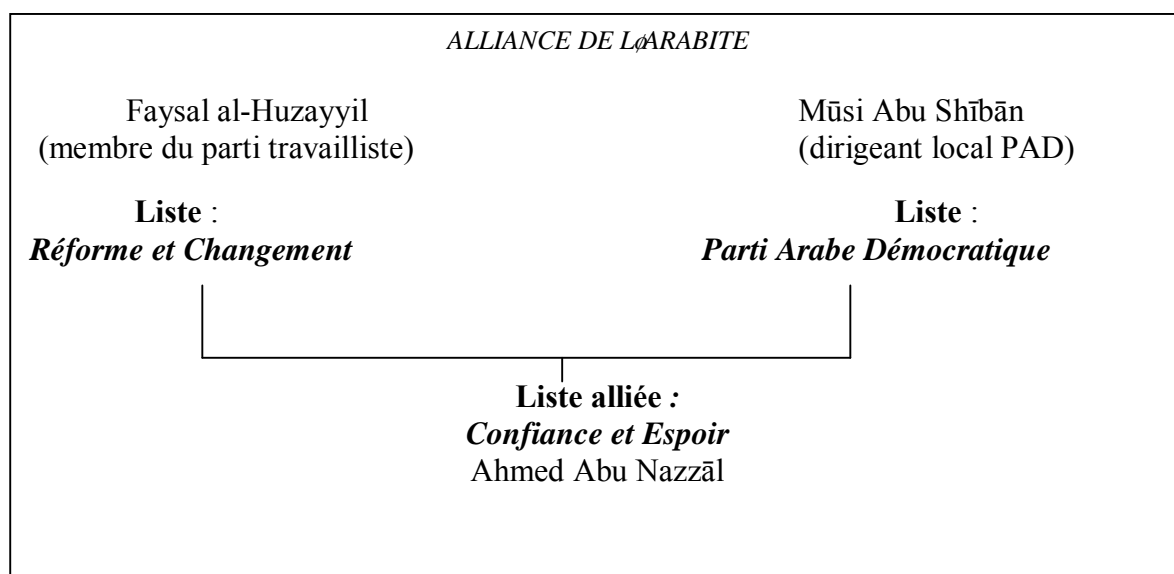 ALLIANCE DE LøARABITE
Faysal al-Huzayyil
(membre du parti travailliste)
Liste :
Réforme et Changement
Mūsi Abu Shībān
(dirigeant local PAD)
Liste :
Parti Arabe Démocratique
Liste alliée :
Confiance et Espoir
Ahmed Abu Nazzāl